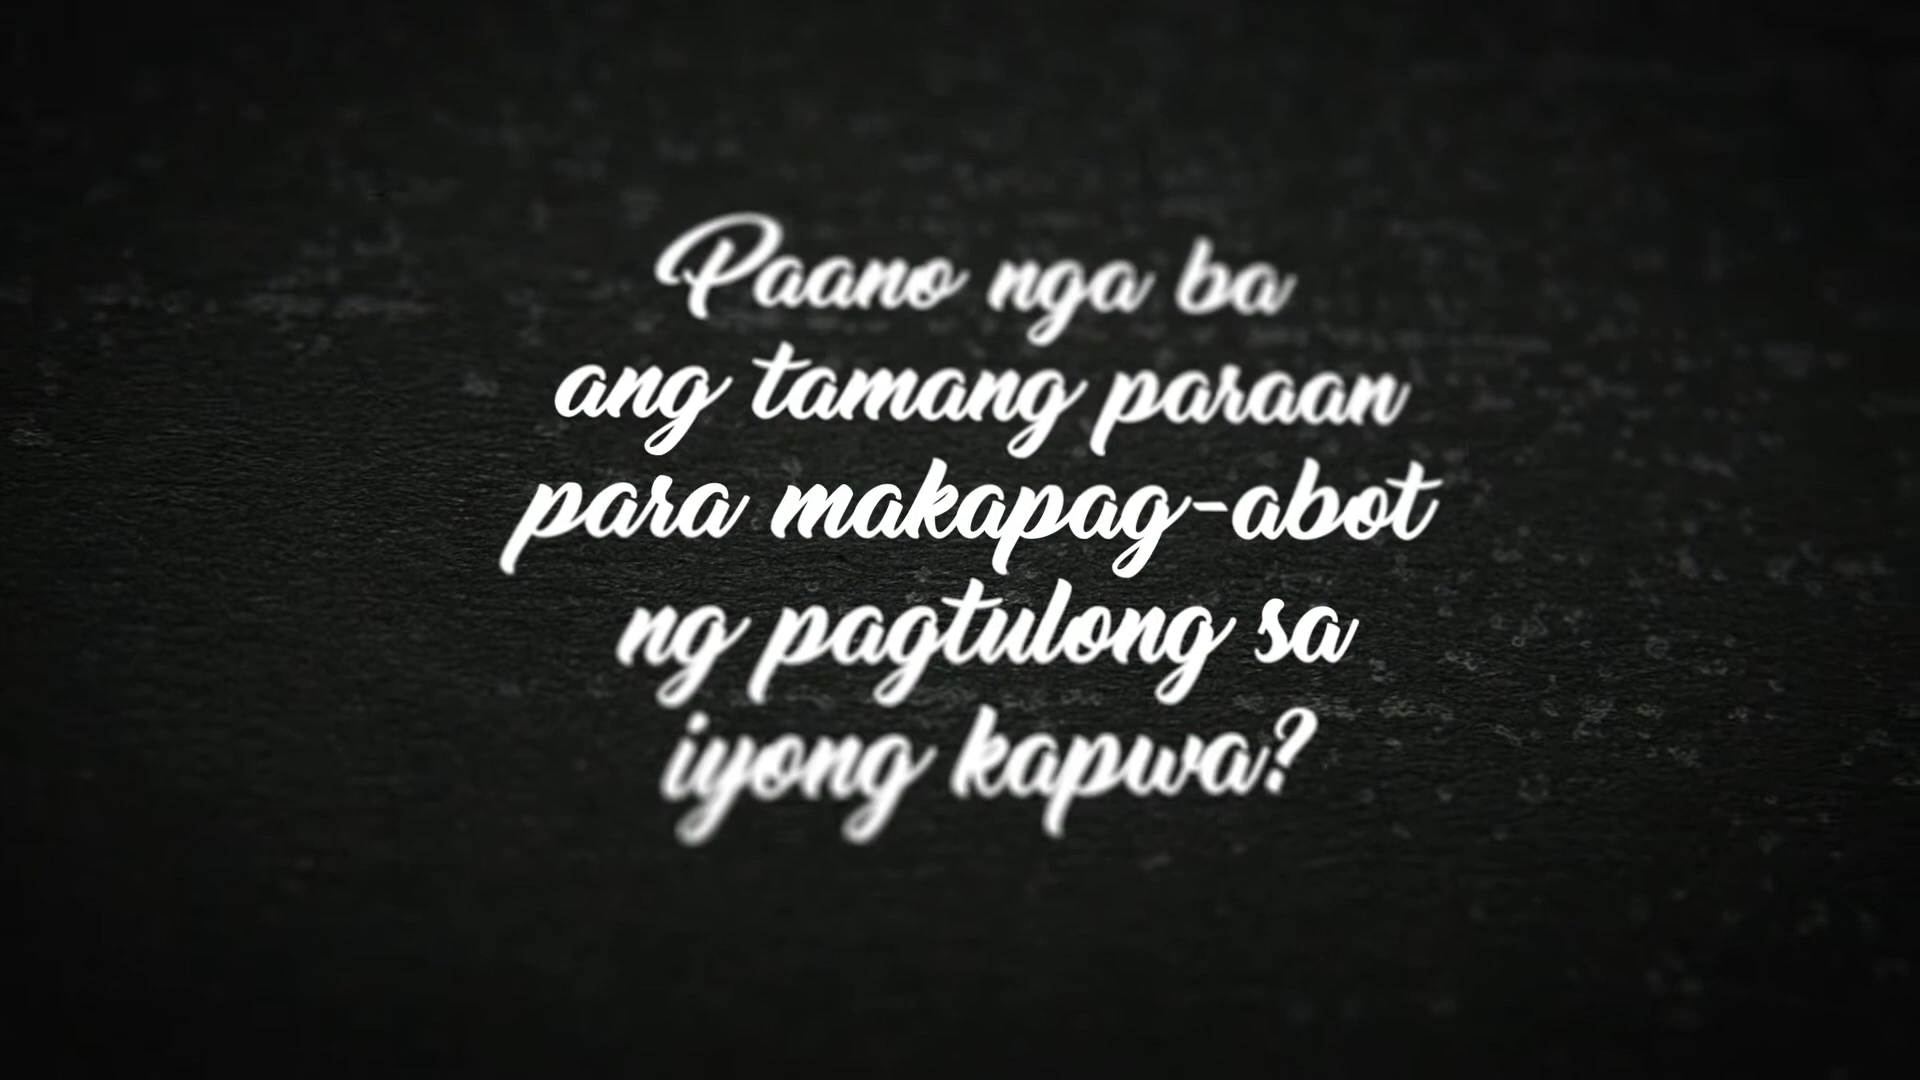 Paano nga ba
ang tamang paraan
para makapag-abot
ng pagtulong sa
iyong kapwa?